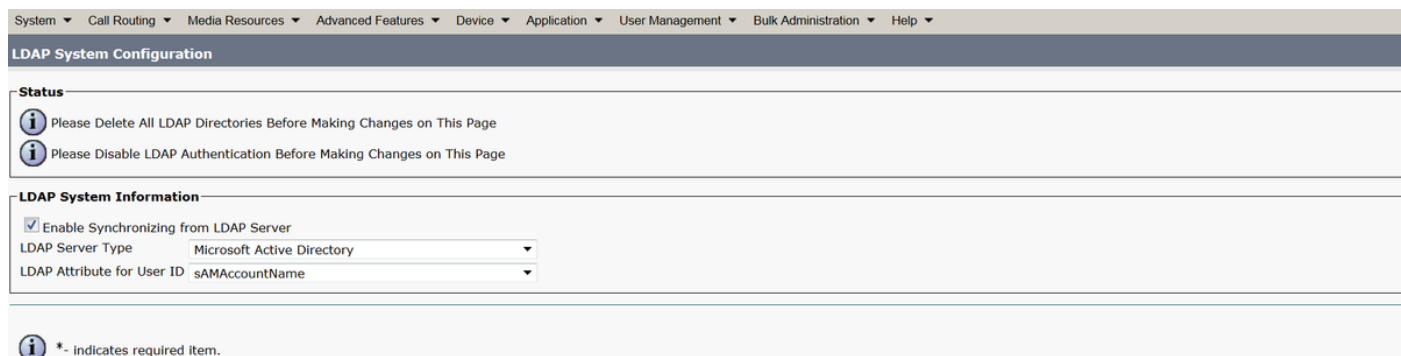 System Call Routing Media Resources Advanced Features Device Application User Management Bulk Administration Help
LDAP System Configuration
Status
i Please Delete All LDAP Directories Before Making Changes on This Page
i Please Disable LDAP Authentication Before Making Changes on This Page
LDAP System Information
Enable Synchronizing from LDAP Server
LDAP Server Type Microsoft Active Directory
LDAP Attribute for User ID sAMAccountName
i *- indicates required item.